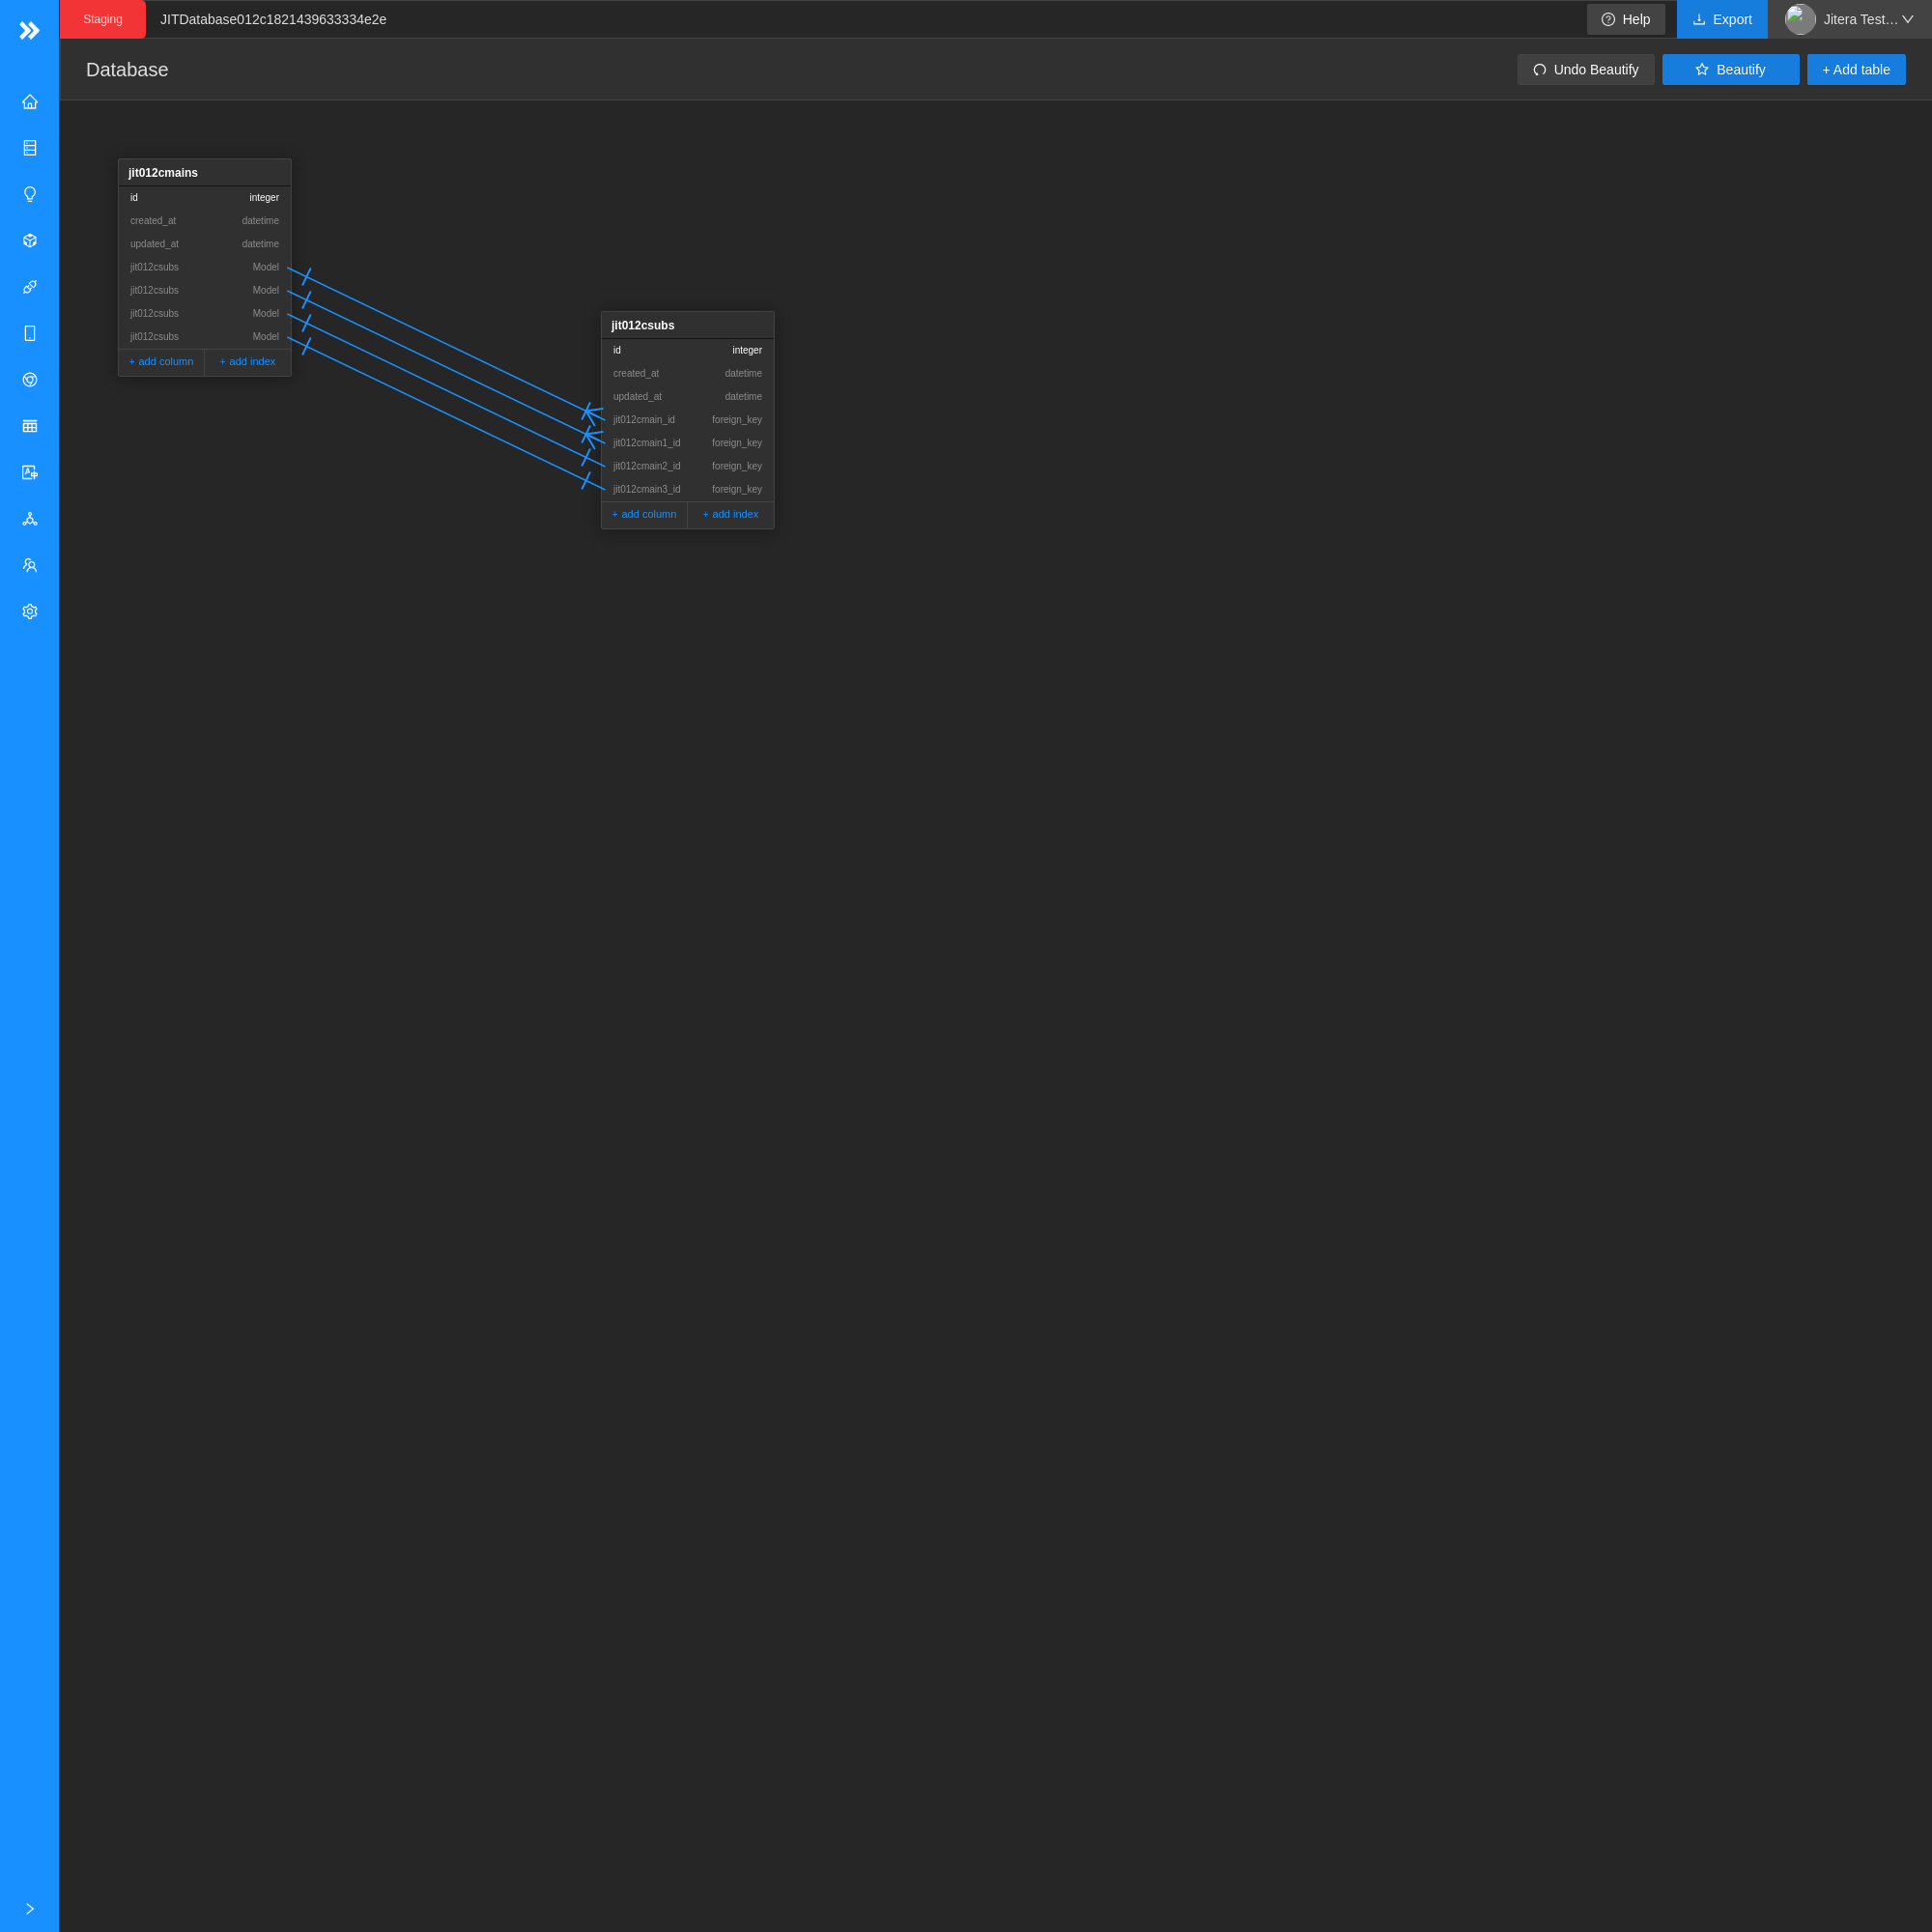 Staging
JITDatabase012c1821439633334e2e
Help
Export
Jitera Test…
Database
Undo Beautify
Beautify
+ Add table
jit012cmains
id integer
created_at datetime
updated_at datetime
jit012csubs Model
jit012csubs Model
jit012csubs Model
jit012csubs Model
+ add column + add index
jit012csubs
id integer
created_at datetime
updated_at datetime
jit012cmain_id foreign_key
jit012cmain1_id foreign_key
jit012cmain2_id foreign_key
jit012cmain3_id foreign_key
+ add column + add index